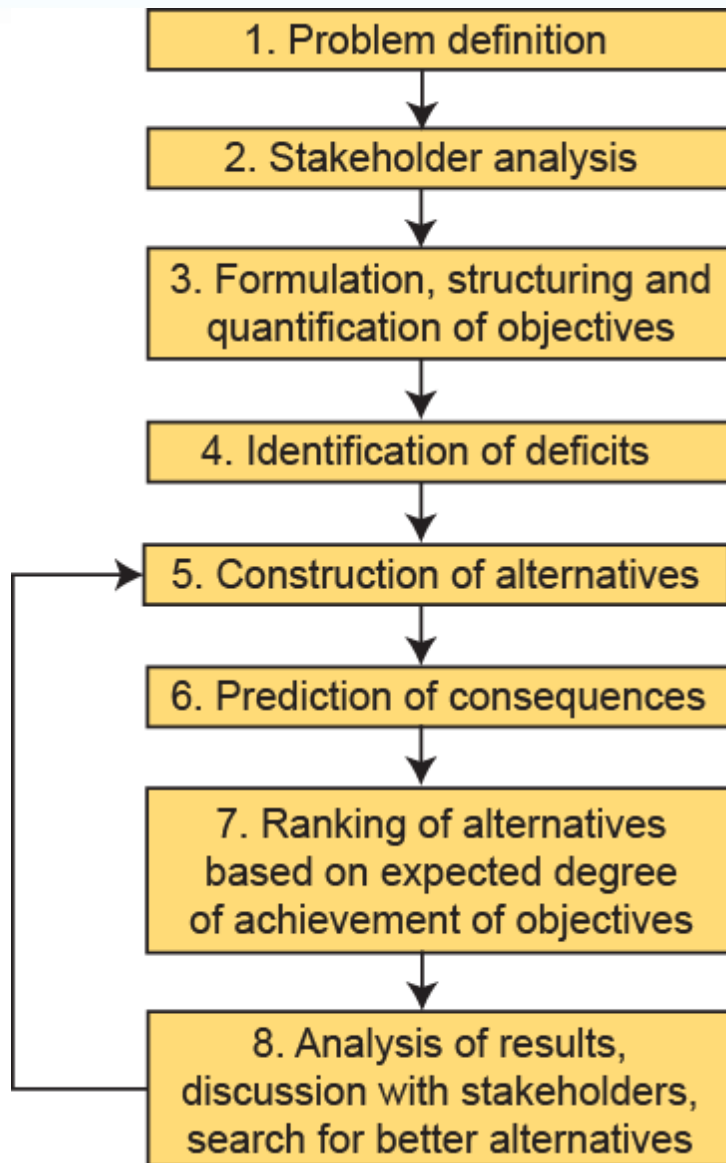 1. Problem definition
2. Stakeholder analysis
3. Formulation, structuring and
quantification of objectives
4. Identification of deficits
5. Construction of alternatives
6. Prediction of consequences
7. Ranking of alternatives
based on expected degree
of achievement of objectives
8. Analysis of results,
discussion with stakeholders,
search for better alternatives